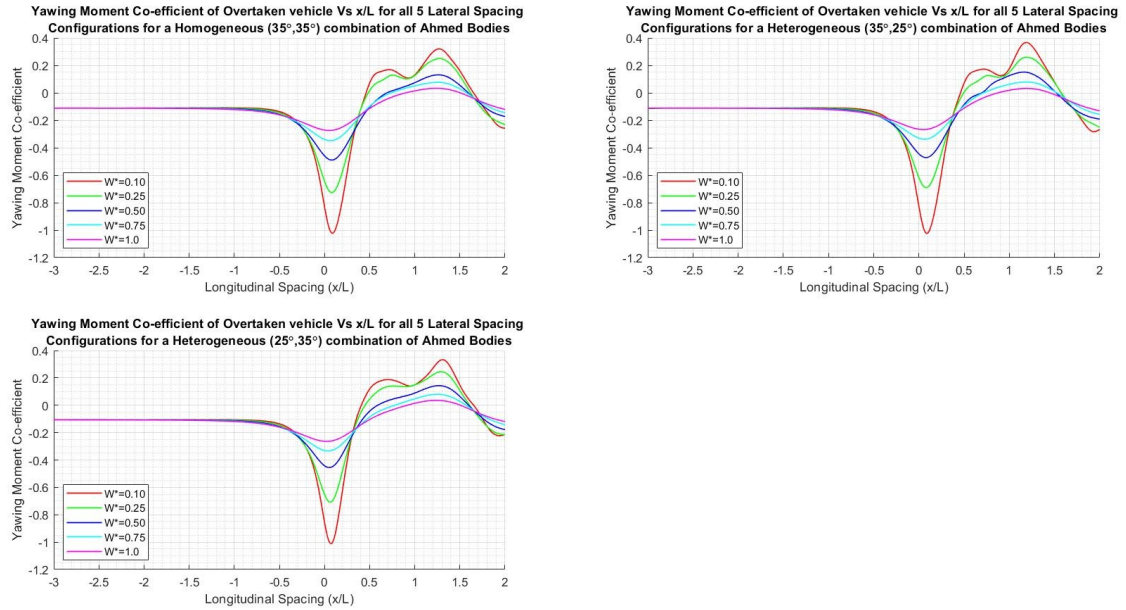 Yawing Moment Co-efficient of Overtaken vehicle Vs x/L for all 5 Lateral Spacing
Configurations for a Homogeneous (35°,35°) combination of Ahmed Bodies
0.4
0.2
0
-0.2
-0.4
-0.6
-0.8
-1
-1.2
Yawing Moment Co-efficient
W*=0.10
W*=0.25
W*=0.50
W*=0.75
W*=1.0
-3 -2.5 -2 -1.5 -1 -0.5 0 0.5 1 1.5 2
Longitudinal Spacing (x/L)
Yawing Moment Co-efficient of Overtaken vehicle Vs x/L for all 5 Lateral Spacing
Configurations for a Heterogeneous (35°,25°) combination of Ahmed Bodies
0.4
0.2
0
-0.2
-0.4
-0.6
-0.8
-1
-1.2
Yawing Moment Co-efficient
W*=0.10
W*=0.25
W*=0.50
W*=0.75
W*=1.0
-3 -2.5 -2 -1.5 -1 -0.5 0 0.5 1 1.5 2
Longitudinal Spacing (x/L)
Yawing Moment Co-efficient of Overtaken vehicle Vs x/L for all 5 Lateral Spacing
Configurations for a Heterogeneous (25°,35°) combination of Ahmed Bodies
0.4
0.2
0
-0.2
-0.4
-0.6
-0.8
-1
-1.2
Yawing Moment Co-efficient
W*=0.10
W*=0.25
W*=0.50
W*=0.75
W*=1.0
-3 -2.5 -2 -1.5 -1 -0.5 0 0.5 1 1.5 2
Longitudinal Spacing (x/L)